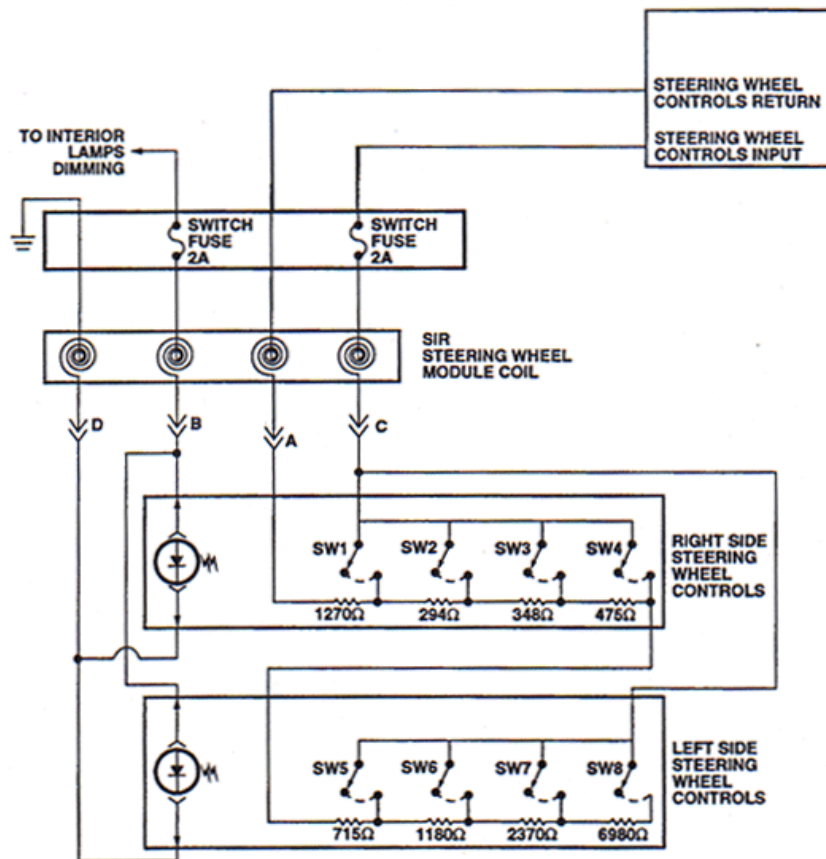 STEERING WHEEL
CONTROLS RETURN
TO INTERIOR
LAMPS
DIMMING
STEERING WHEEL
CONTROLS INPUT
SWITCH
FUSE
2A
SWITCH
FUSE
2A
SIR
STEERING WHEEL
MODULE COIL
D
B
A
C
SW1
SW2
SW3
SW4
RIGHT SIDE
STEERING
WHEEL
CONTROLS
1270Ω
294Ω
348Ω
475Ω
SW5
SW6
SW7
SW8
LEFT SIDE
STEERING
WHEEL
CONTROLS
715Ω
1180Ω
2370Ω
6980Ω